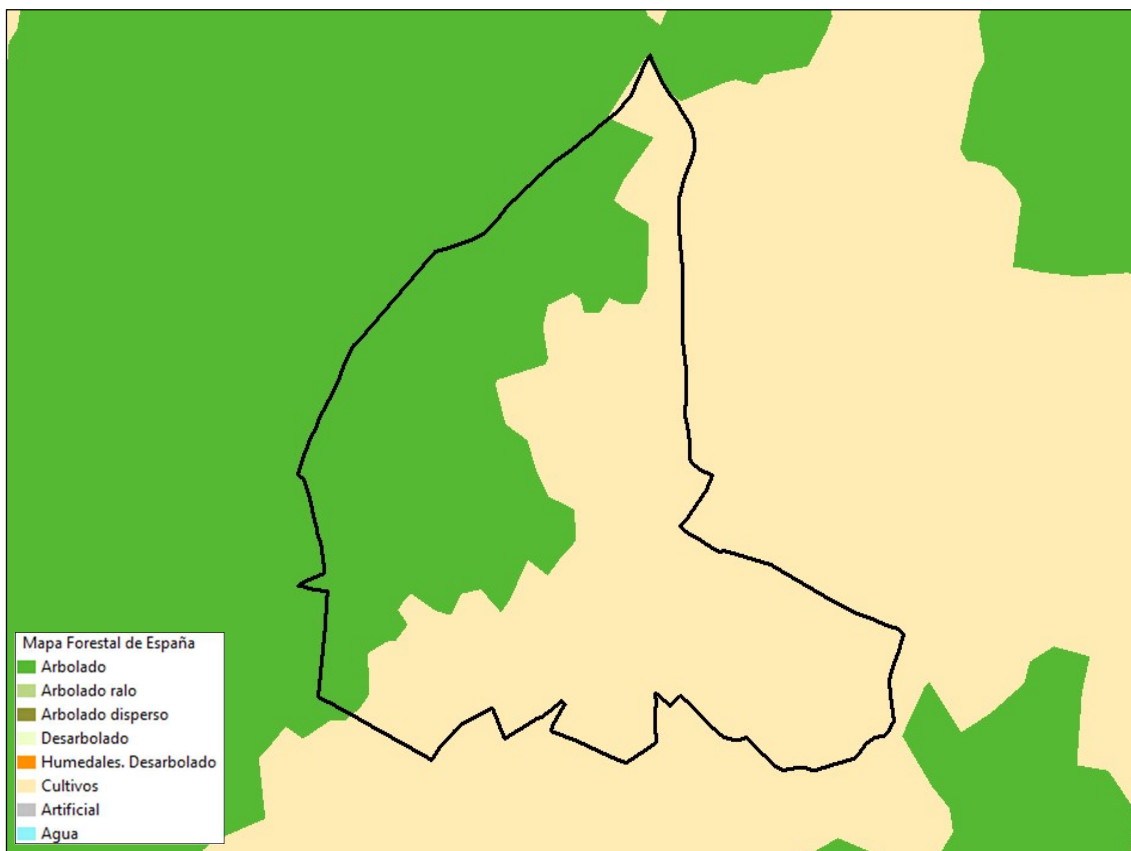 Mapa Forestal de España
Arbolado
Arbolado ralo
Arbolado disperso
Desarbolado
Humedales. Desarbolado
Cultivos
Artificial
Agua